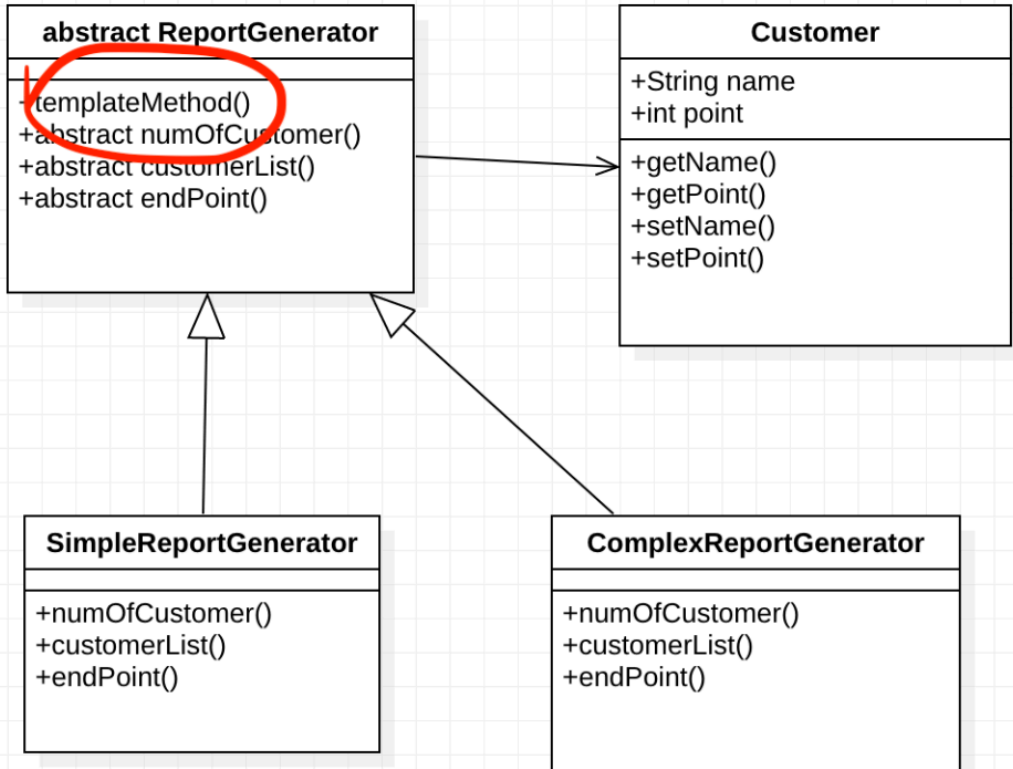 abstract ReportGenerator
+templateMethod()
+abstract numOfCustomer()
+abstract customerList()
+abstract endPoint()
Customer
+String name
+int point
+getName()
+getPoint()
+setName()
+setPoint()
SimpleReportGenerator
+numOfCustomer()
+customerList()
+endPoint()
ComplexReportGenerator
+numOfCustomer()
+customerList()
+endPoint()